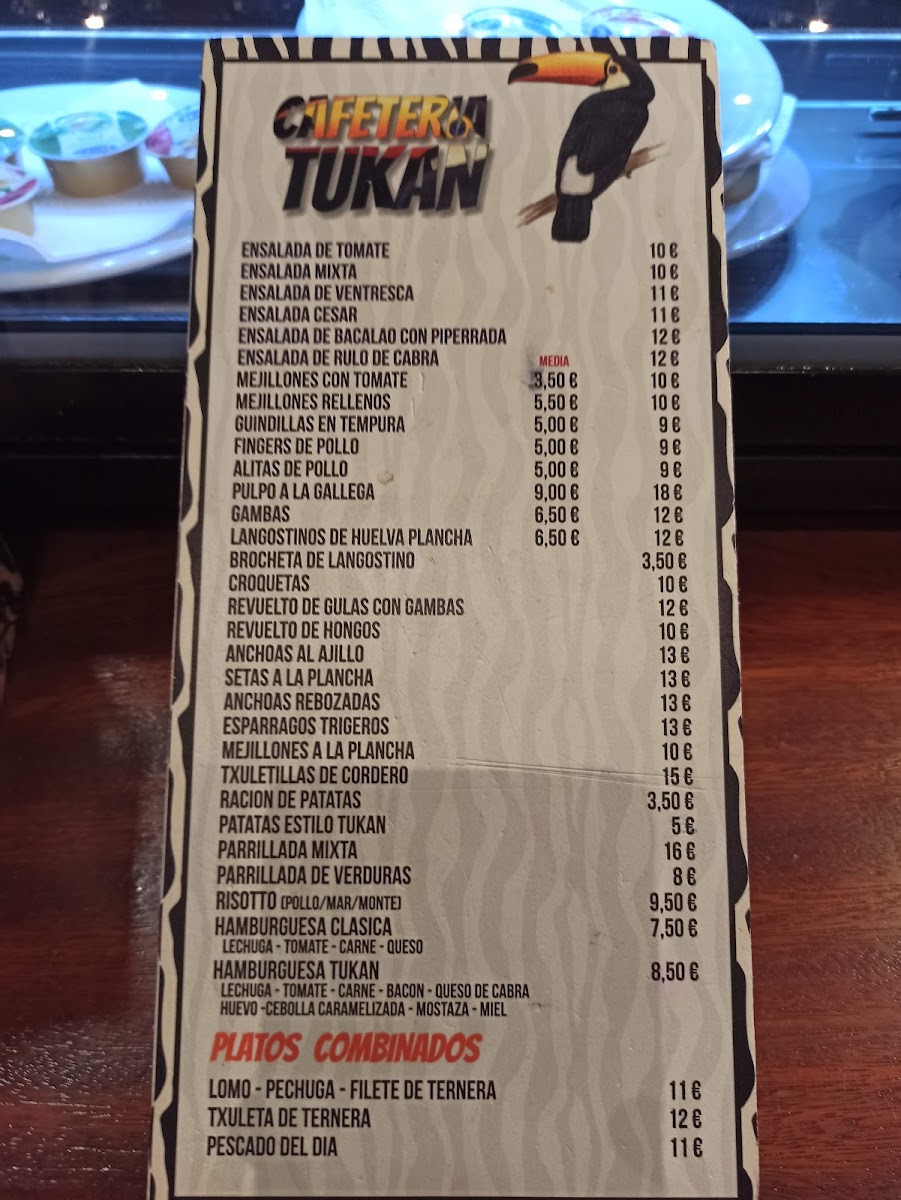 CAFETERIA
TUKAN
ENSALADA DE TOMATE 10 €
ENSALADA MIXTA 10 €
ENSALADA DE VENTRESCA 11 €
ENSALADA CESAR 11 €
ENSALADA DE BACALAO CON PIPERRADA 12 €
ENSALADA DE RULO DE CABRA MEDIA 12 €
MEJILLONES CON TOMATE 3,50 € 10 €
MEJILLONES RELLENOS 5,50 € 10 €
GUINDILLAS EN TEMPURA 5,00 € 9 €
FINGERS DE POLLO 5,00 € 9 €
ALITAS DE POLLO 5,00 € 9 €
PULPO A LA GALLEGA 9,00 € 18 €
GAMBAS 6,50 € 12 €
LANGOSTINOS DE HUELVA PLANCHA 6,50 € 12 €
BROCHETA DE LANGOSTINO 3,50 €
CROQUETAS 10 €
REVUELTO DE GULAS CON GAMBAS 12 €
REVUELTO DE HONGOS 10 €
ANCHOAS AL AJILLO 13 €
SETAS A LA PLANCHA 13 €
ANCHOAS REBOZADAS 13 €
ESPARRAGOS TRIGEROS 13 €
MEJILLONES A LA PLANCHA 10 €
TXULETILLAS DE CORDERO 15 €
RACION DE PATATAS 3,50 €
PATATAS ESTILO TUKAN 5 €
PARRILLADA MIXTA 16 €
PARRILLADA DE VERDURAS 8 €
RISOTTO (POLLO/MAR/MONTE) 9,50 €
HAMBURGUESA CLASICA 7,50 €
LECHUGA - TOMATE - CARNE - QUESO
HAMBURGUESA TUKAN 8,50 €
LECHUGA - TOMATE - CARNE - BACON - QUESO DE CABRA
HUEVO -CEBOLLA CARAMELIZADA - MOSTAZA - MIEL
PLATOS COMBINADOS
LOMO - PECHUGA - FILETE DE TERNERA 11 €
TXULETA DE TERNERA 12 €
PESCADO DEL DIA 11 €